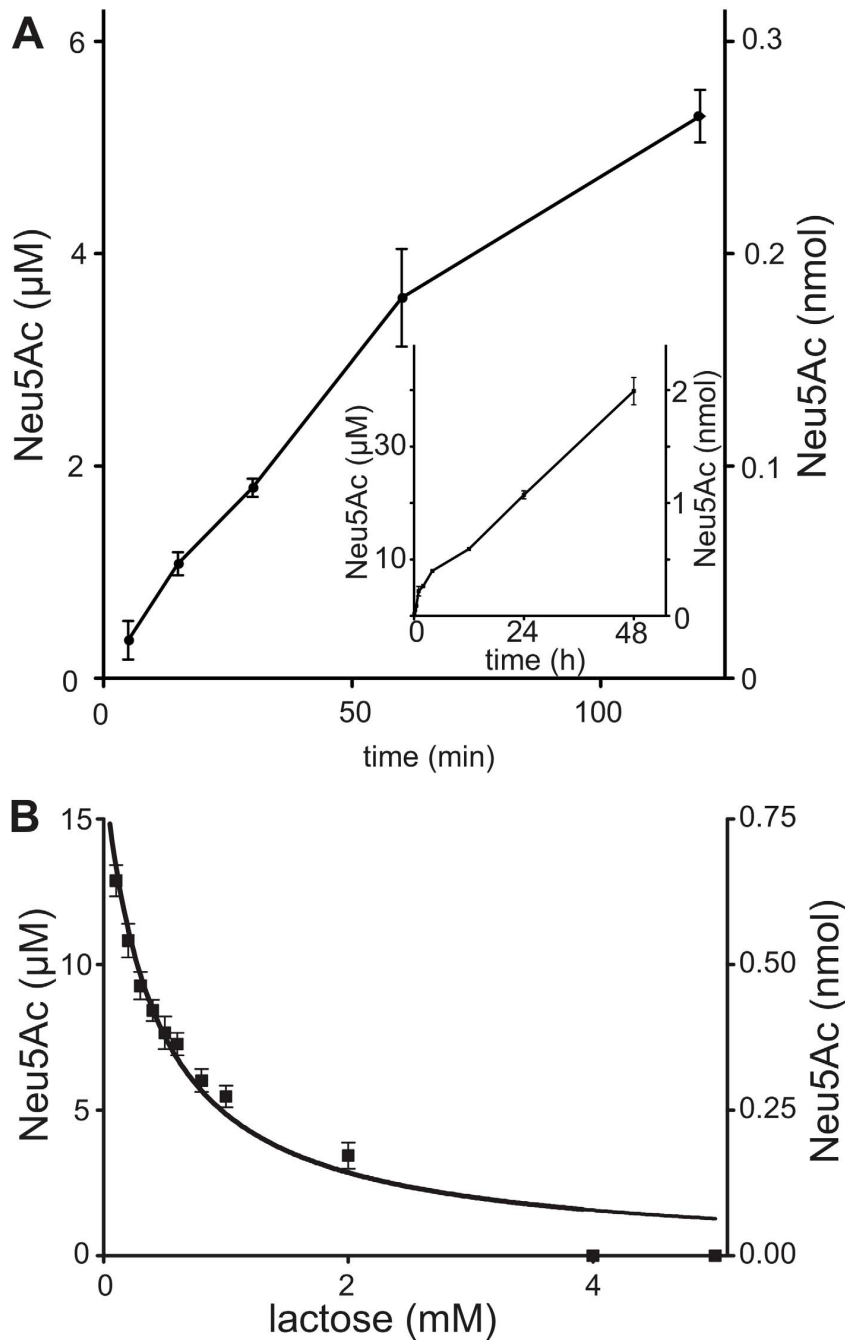 A
6
4
2
0
Neu5Ac (µM)
0.3
0.2
0.1
0
Neu5Ac (nmol)
0
50
100
time (min)
30
10
Neu5Ac (µM)
2
1
0
Neu5Ac (nmol)
0
24
48
time (h)
B
15
10
5
0
Neu5Ac (µM)
0.75
0.50
0.25
0.00
Neu5Ac (nmol)
0
2
4
lactose (mM)